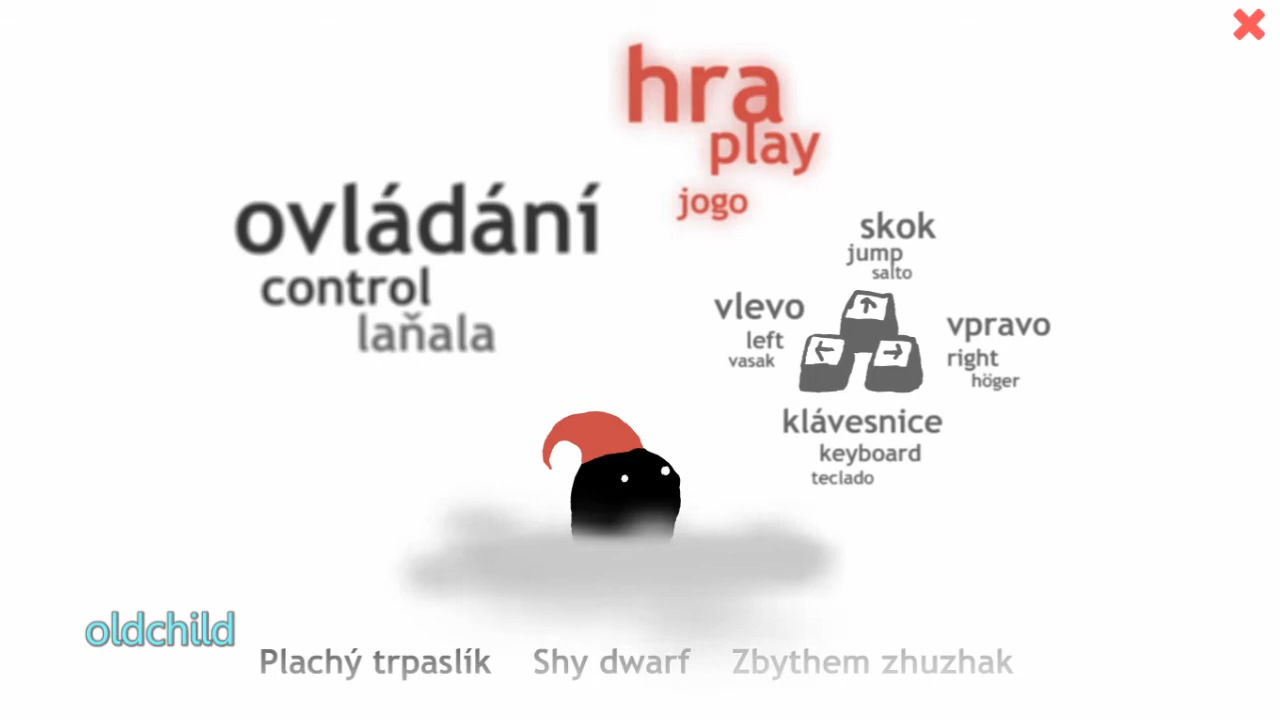 hra
play
jogo
ovládání
control
laňala
skok
jump
salto
vlevo
left
vasak
vpravo
right
höger
klávesnice
keyboard
teclado
oldchild
Plachý trpaslík Shy dwarf Zbythem zhuzhak